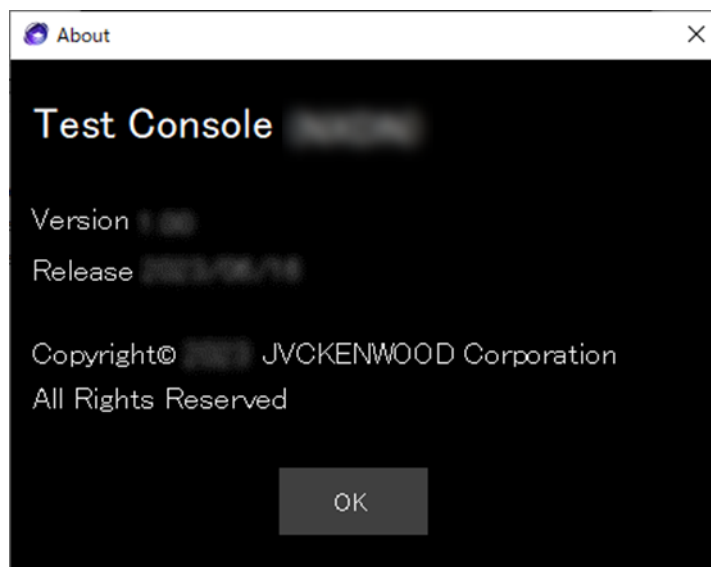 About
Test Console
Version
Release
Copyright© JVCKENWOOD Corporation
All Rights Reserved
OK